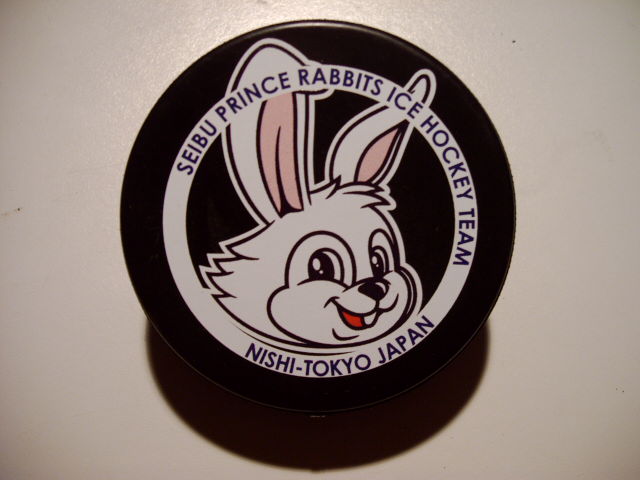 SEIBU PRINCE RABBITS ICE HOCKEY TEAM
NISHI-TOKYO JAPAN